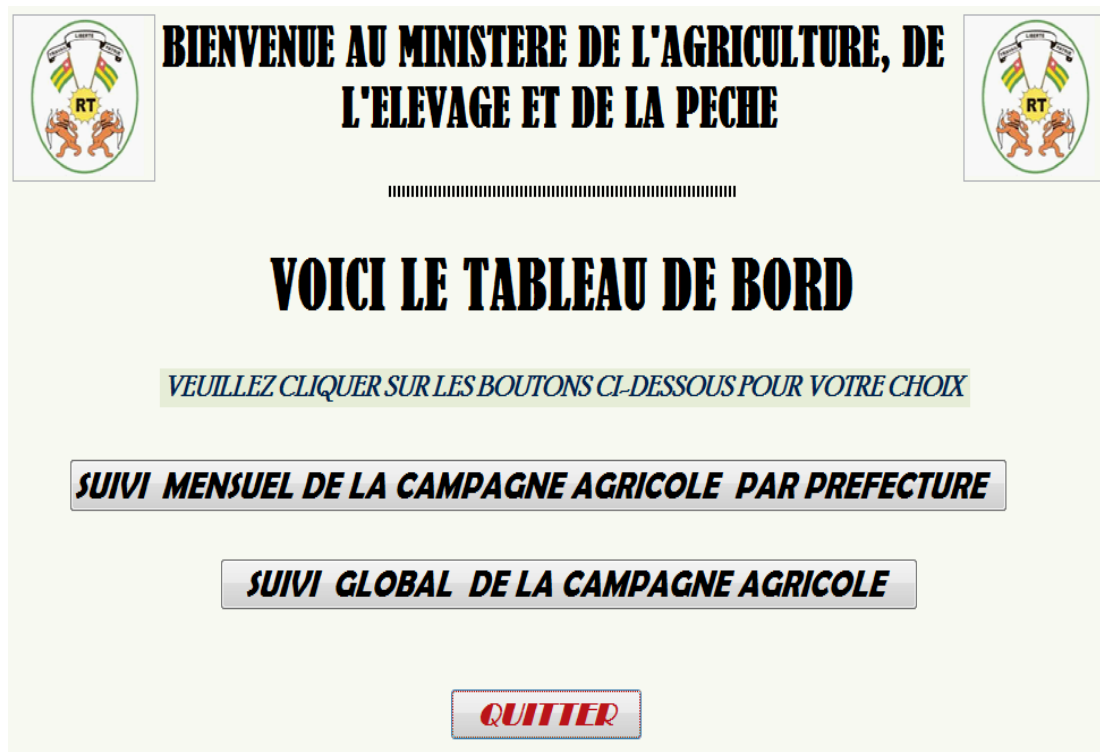 BIENVENUE AU MINISTERE DE L'AGRICULTURE, DE
L'ELEVAGE ET DE LA PECHE
VOICI LE TABLEAU DE BORD
VEUILLEZ CLIQUER SUR LES BOUTONS CI-DESSOUS POUR VOTRE CHOIX
SUIVI MENSUEL DE LA CAMPAGNE AGRICOLE PAR PREFECTURE
SUIVI GLOBAL DE LA CAMPAGNE AGRICOLE
QUITTER
RT
RT